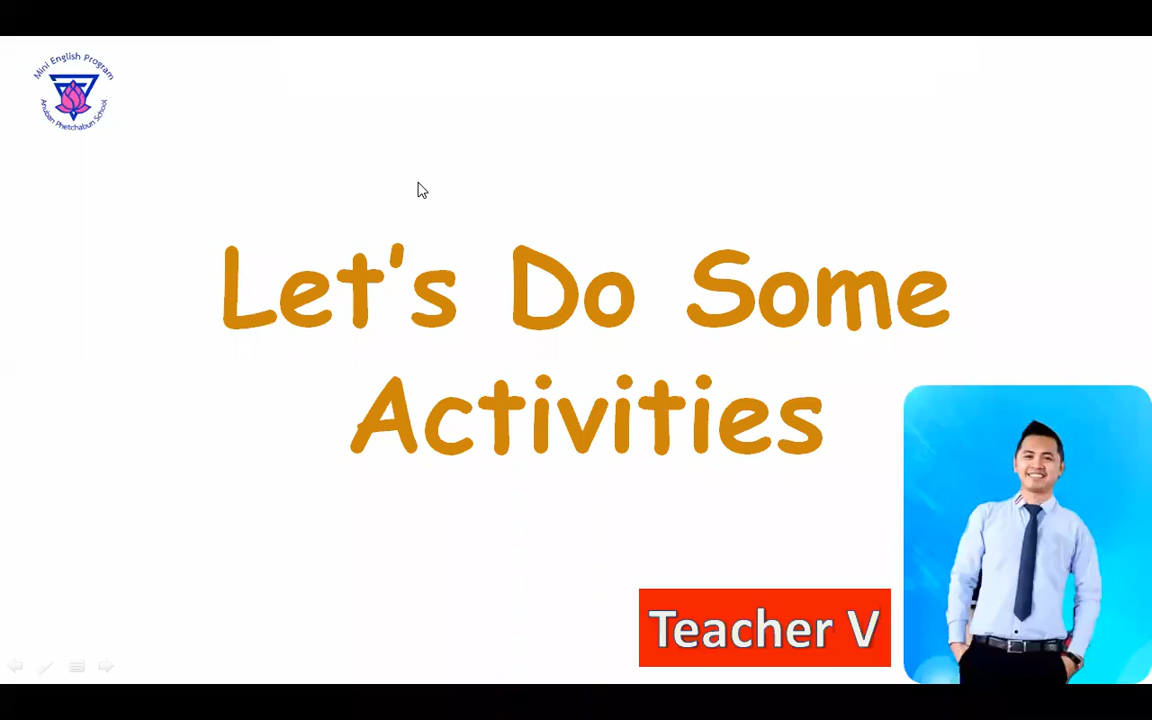 Mini English Program
Anuban Phetchabun School
Let's Do Some
Activities
Teacher V